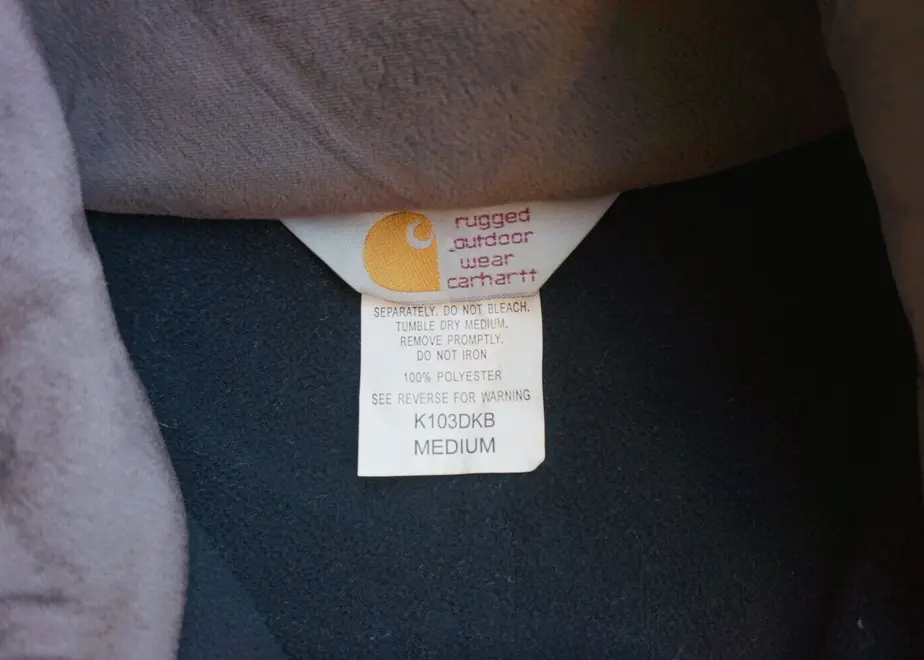 rugged
outdoor
wear
carhartt
SEPARATELY. DO NOT BLEACH.
TUMBLE DRY MEDIUM.
REMOVE PROMPTLY.
DO NOT IRON
100% POLYESTER
SEE REVERSE FOR WARNING
K103DKB
MEDIUM